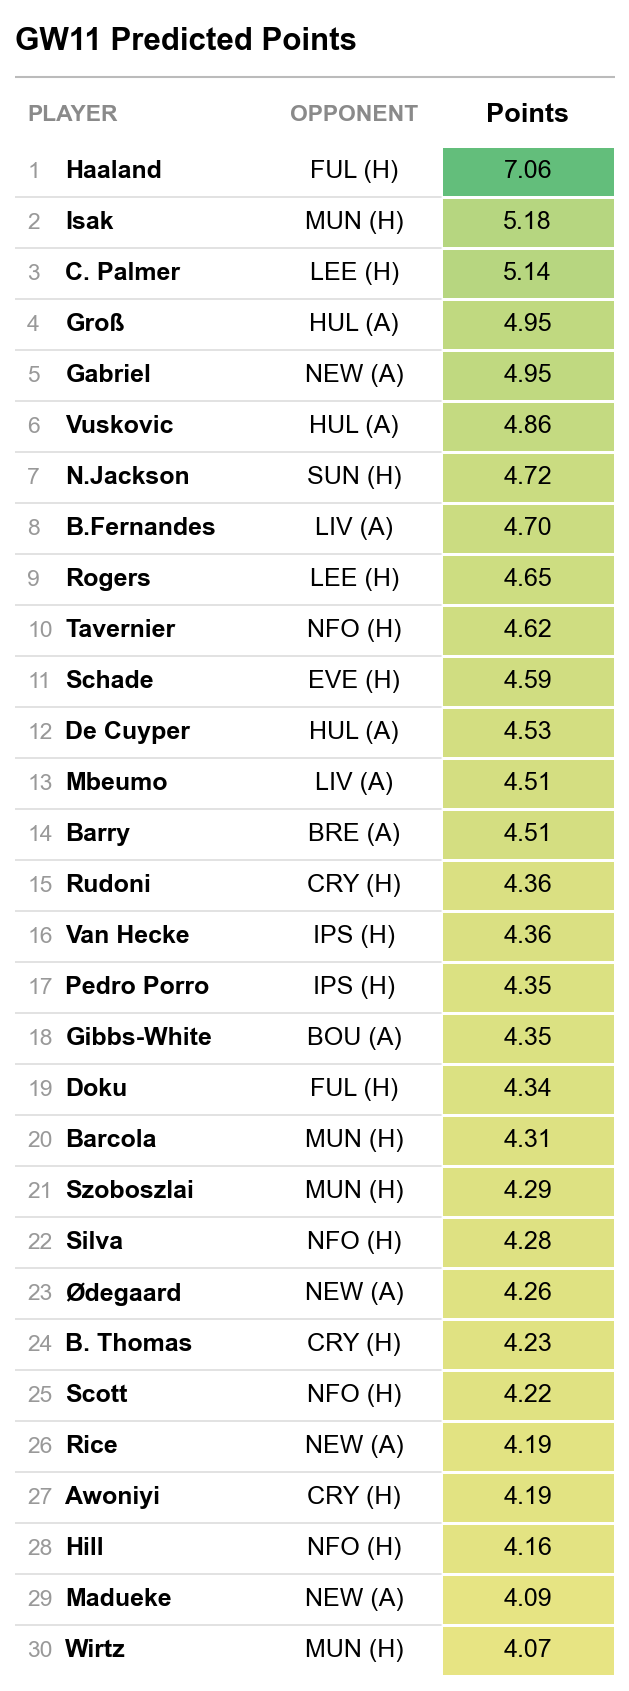 GW11 Predicted Points
PLAYER OPPONENT Points
1 Haaland FUL (H) 7.06
2 Isak MUN (H) 5.18
3 C. Palmer LEE (H) 5.14
4 Groß HUL (A) 4.95
5 Gabriel NEW (A) 4.95
6 Vuskovic HUL (A) 4.86
7 N.Jackson SUN (H) 4.72
8 B.Fernandes LIV (A) 4.70
9 Rogers LEE (H) 4.65
10 Tavernier NFO (H) 4.62
11 Schade EVE (H) 4.59
12 De Cuyper HUL (A) 4.53
13 Mbeumo LIV (A) 4.51
14 Barry BRE (A) 4.51
15 Rudoni CRY (H) 4.36
16 Van Hecke IPS (H) 4.36
17 Pedro Porro IPS (H) 4.35
18 Gibbs-White BOU (A) 4.35
19 Doku FUL (H) 4.34
20 Barcola MUN (H) 4.31
21 Szoboszlai MUN (H) 4.29
22 Silva NFO (H) 4.28
23 Ødegaard NEW (A) 4.26
24 B. Thomas CRY (H) 4.23
25 Scott NFO (H) 4.22
26 Rice NEW (A) 4.19
27 Awoniyi CRY (H) 4.19
28 Hill NFO (H) 4.16
29 Madueke NEW (A) 4.09
30 Wirtz MUN (H) 4.07